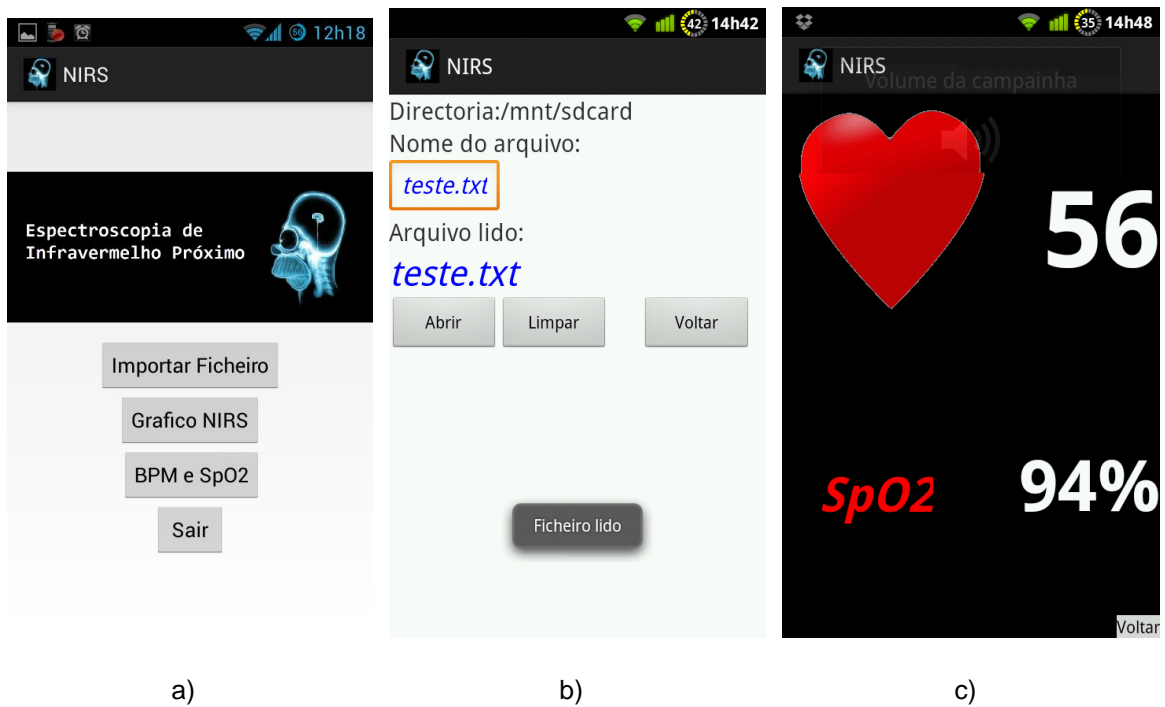 56 12h18
NIRS
Espectroscopia de
Infravermelho Próximo
Importar Ficheiro
Grafico NIRS
BPM e SpO2
Sair
a)
42 14h42
NIRS
Directoria:/mnt/sdcard
Nome do arquivo:
teste.txt
Arquivo lido:
teste.txt
Abrir Limpar Voltar
Ficheiro lido
b)
35 14h48
NIRS
Volume da campainha
56
SpO2 94%
Voltar
c)